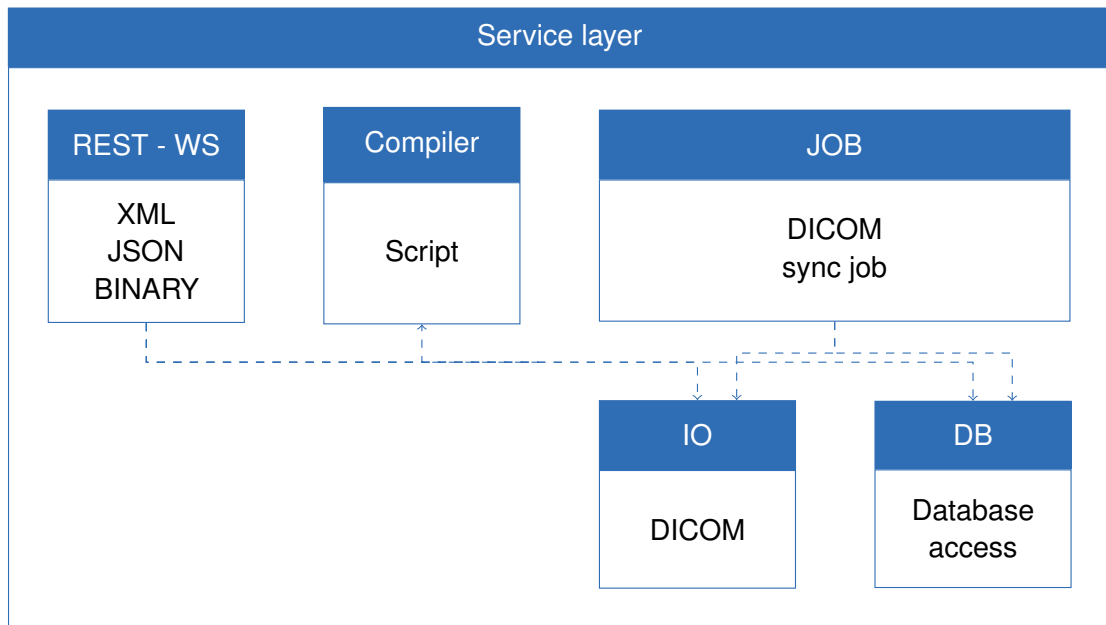 Service layer
REST - WS
XML
JSON
BINARY
Compiler
Script
JOB
DICOM
sync job
IO
DICOM
DB
Database
access